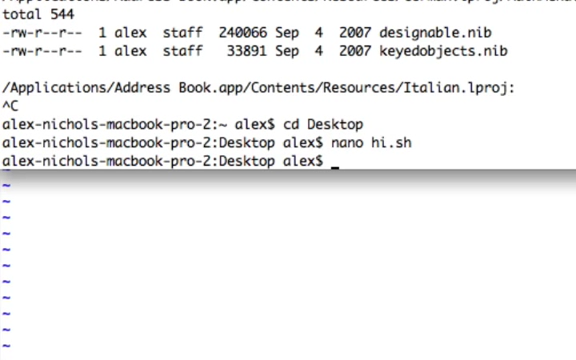 total 544
-rw-r--r-- 1 alex staff 240066 Sep 4 2007 designable.nib
-rw-r--r-- 1 alex staff 33891 Sep 4 2007 keyedobjects.nib
/Applications/Address Book.app/Contents/Resources/Italian.lproj:
^C
alex-nichols-macbook-pro-2:~ alex$ cd Desktop
alex-nichols-macbook-pro-2:Desktop alex$ nano hi.sh
alex-nichols-macbook-pro-2:Desktop alex$ _
~
~
~
~
~
~
~
~
~
~
~